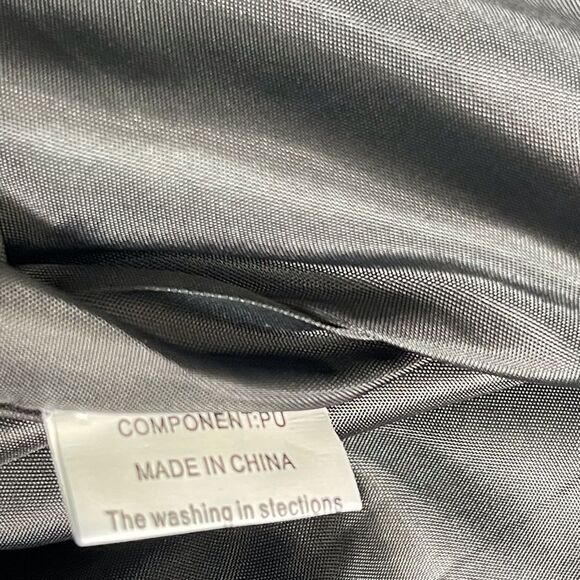 COMPONENT:PU
MADE IN CHINA
The washing in stections